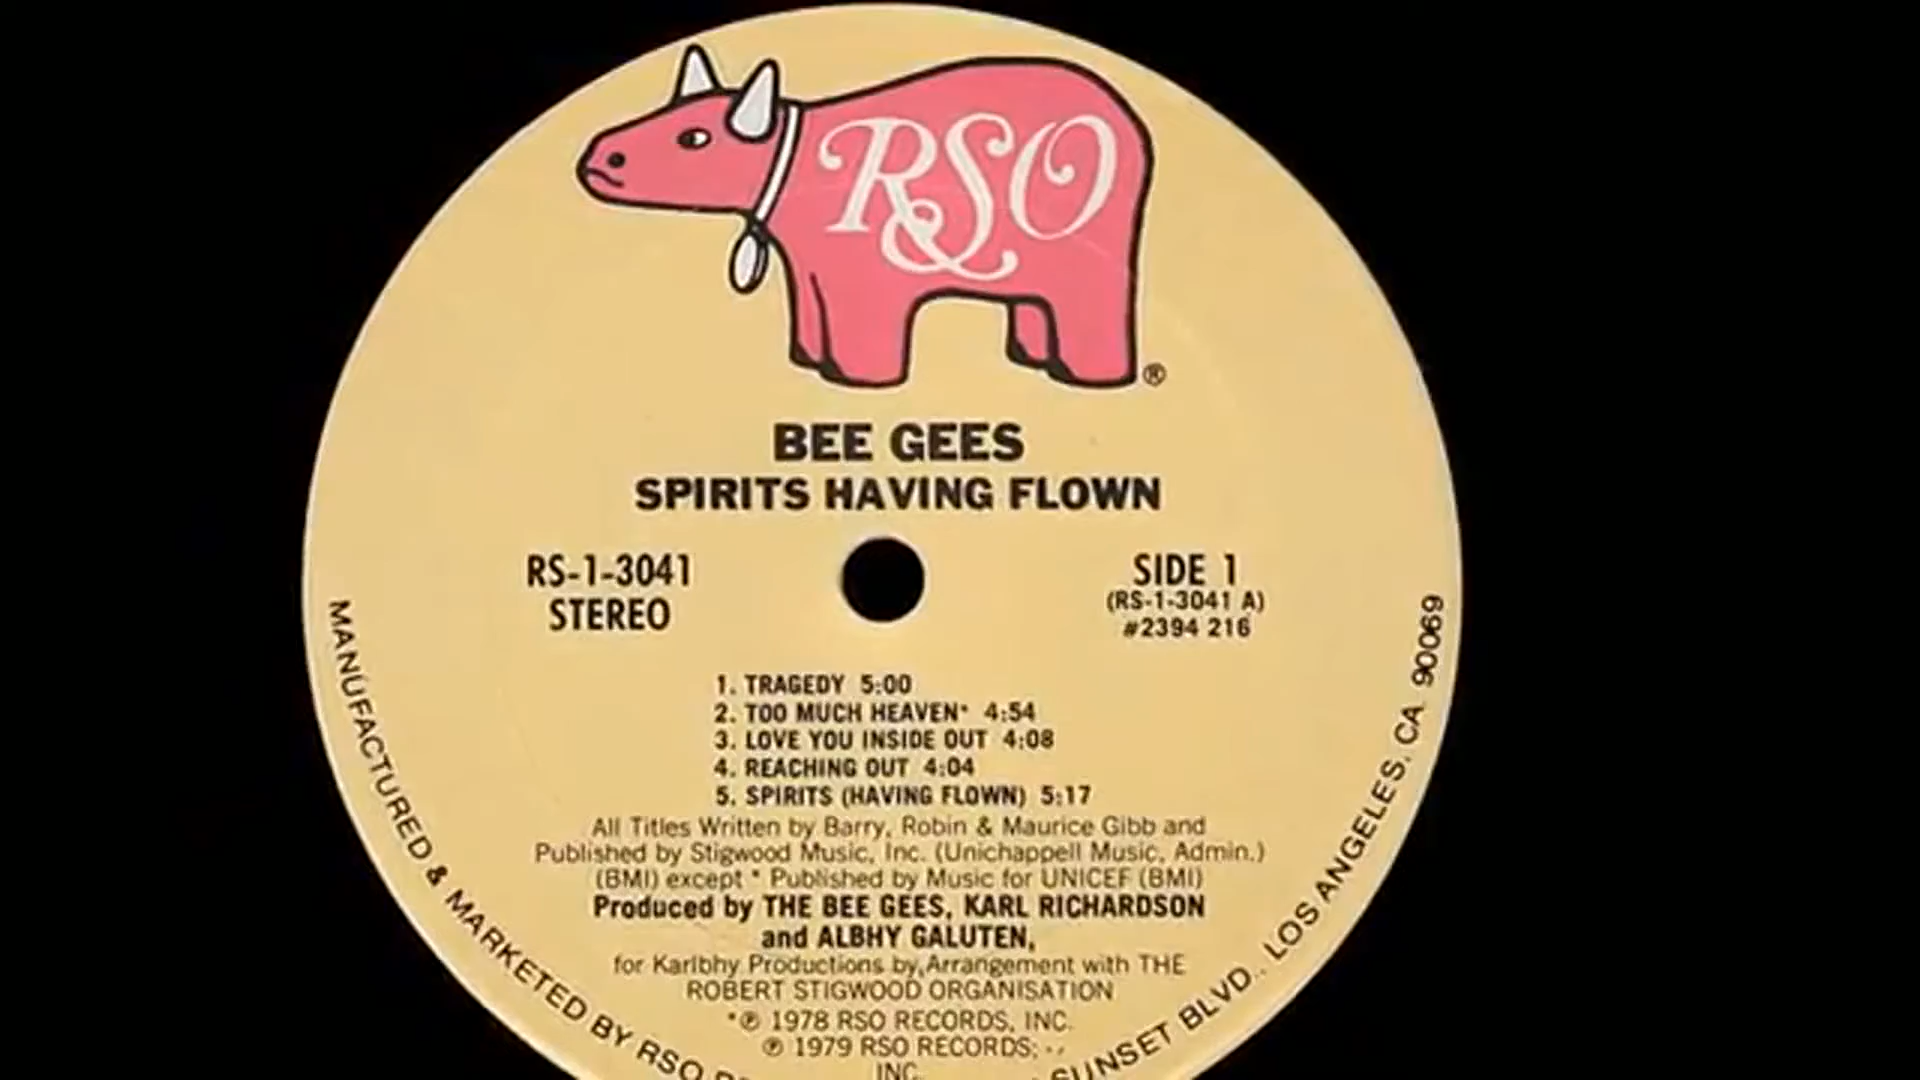 RSO
®
BEE GEES
SPIRITS HAVING FLOWN
RS-1-3041
STEREO
SIDE 1
(RS-1-3041 A)
#2394 216
1. TRAGEDY 5:00
2. TOO MUCH HEAVEN* 4:54
3. LOVE YOU INSIDE OUT 4:08
4. REACHING OUT 4:04
5. SPIRITS (HAVING FLOWN) 5:17
All Titles Written by Barry, Robin & Maurice Gibb and
Published by Stigwood Music, Inc. (Unichappell Music, Admin.)
(BMI) except * Published by Music for UNICEF (BMI)
Produced by THE BEE GEES, KARL RICHARDSON
and ALBHY GALUTEN,
for Karlbhy Productions by Arrangement with THE
ROBERT STIGWOOD ORGANISATION
*℗ 1978 RSO RECORDS, INC.
℗ 1979 RSO RECORDS,
INC.
MANUFACTURED & MARKETED BY RSO
SUNSET BLVD., LOS ANGELES, CA 90069